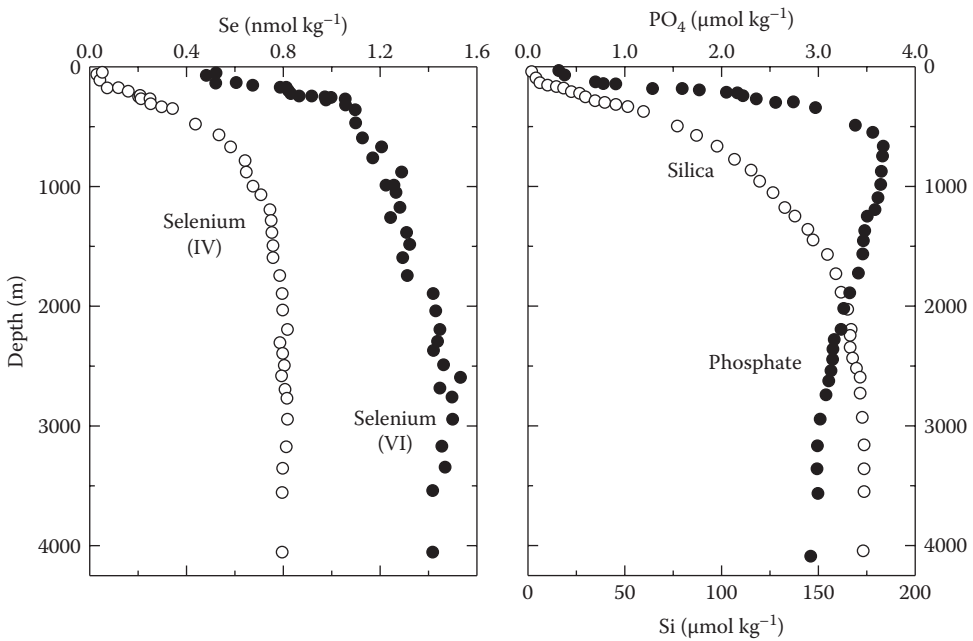 Se (nmol kg⁻¹)
0.0 0.4 0.8 1.2 1.6
0
1000
2000
3000
4000
Depth (m)
Selenium
(IV)
Selenium
(VI)
PO₄ (μmol kg⁻¹)
0.0 1.0 2.0 3.0 4.0
0
1000
2000
3000
4000
Silica
Phosphate
0 50 100 150 200
Si (μmol kg⁻¹)